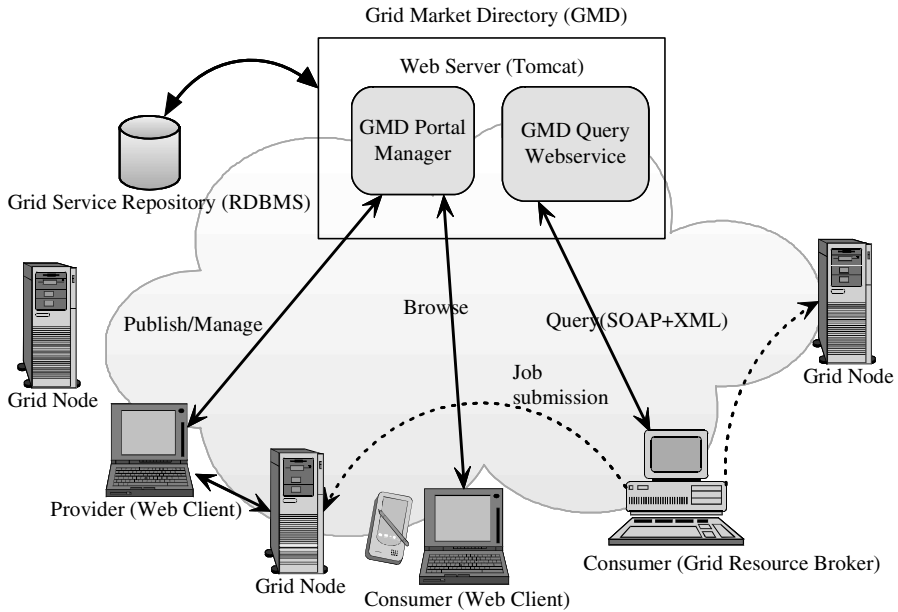 Grid Market Directory (GMD)
Web Server (Tomcat)
GMD Portal
Manager
GMD Query
Webservice
Grid Service Repository (RDBMS)
Publish/Manage
Browse
Query(SOAP+XML)
Job
submission
Grid Node
Grid Node
Provider (Web Client)
Grid Node
Consumer (Web Client)
Consumer (Grid Resource Broker)